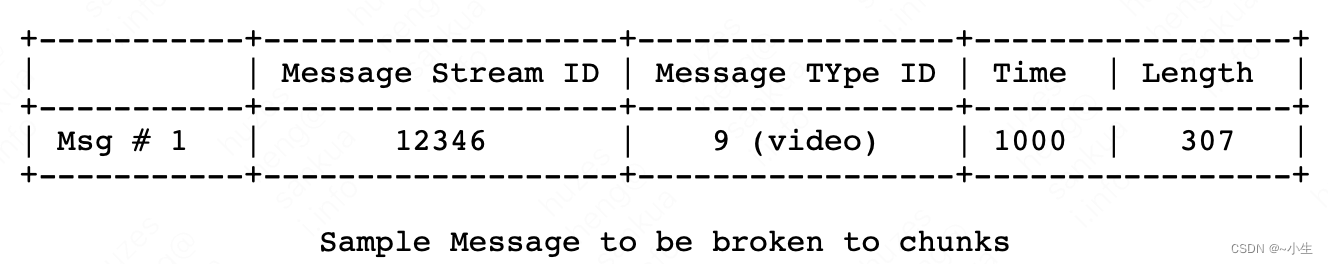 +-----------+-------------------+-----------------+-----------------+
|           | Message Stream ID | Message TYpe ID | Time  | Length  |
+-----------+-------------------+-----------------+-----------------+
| Msg # 1   |       12346       |    9 (video)    | 1000  |   307   |
+-----------+-------------------+-----------------+-----------------+
Sample Message to be broken to chunks
CSDN @~小生